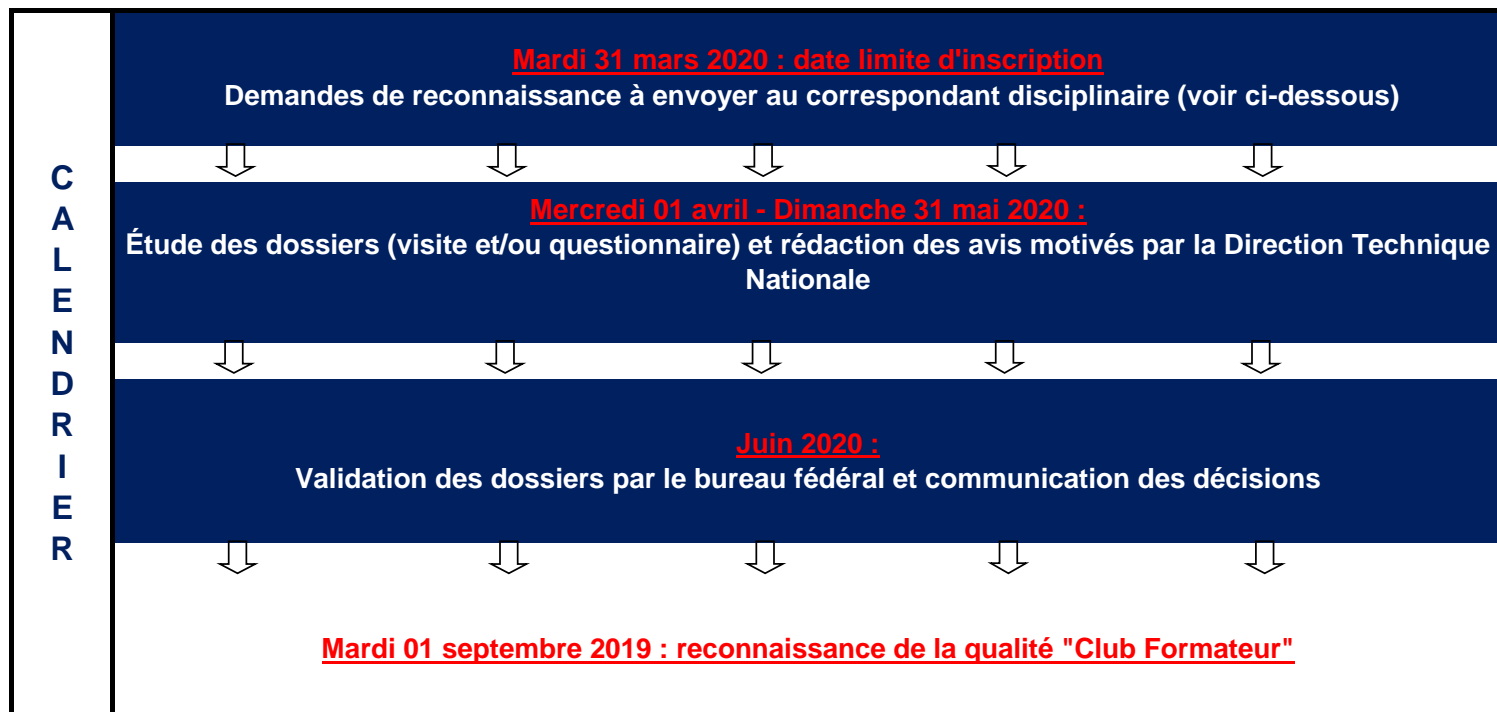 CALENDRIER
Mardi 31 mars 2020 : date limite d'inscription
Demandes de reconnaissance à envoyer au correspondant disciplinaire (voir ci-dessous)
Mercredi 01 avril - Dimanche 31 mai 2020 :
Étude des dossiers (visite et/ou questionnaire) et rédaction des avis motivés par la Direction Technique
Nationale
Juin 2020 :
Validation des dossiers par le bureau fédéral et communication des décisions
Mardi 01 septembre 2019 : reconnaissance de la qualité "Club Formateur"